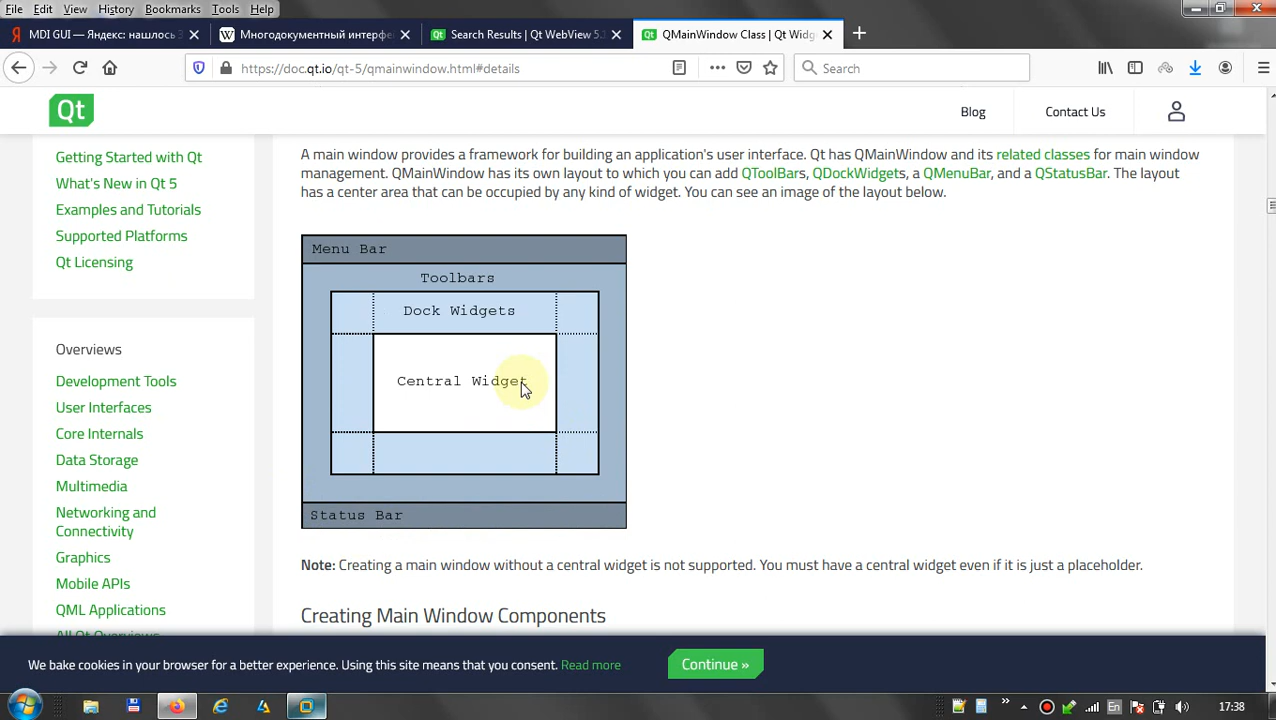 File Edit View History Bookmarks Tools Help
MDI GUI — Яндекс: нашлось
Многодокументный интерфе
Search Results | Qt WebView 5.
QMainWindow Class | Qt Widg
https://doc.qt.io/qt-5/qmainwindow.html#details
Search
Qt
Blog
Contact Us
Getting Started with Qt
What's New in Qt 5
Examples and Tutorials
Supported Platforms
Qt Licensing
Overviews
Development Tools
User Interfaces
Core Internals
Data Storage
Multimedia
Networking and
Connectivity
Graphics
Mobile APIs
QML Applications
All Qt Overviews
A main window provides a framework for building an application's user interface. Qt has QMainWindow and its related classes for main window
management. QMainWindow has its own layout to which you can add QToolBars, QDockWidgets, a QMenuBar, and a QStatusBar. The layout
has a center area that can be occupied by any kind of widget. You can see an image of the layout below.
Menu Bar
Toolbars
Dock Widgets
Central Widget
Status Bar
Note: Creating a main window without a central widget is not supported. You must have a central widget even if it is just a placeholder.
Creating Main Window Components
We bake cookies in your browser for a better experience. Using this site means that you consent. Read more
Continue »
En
17:38